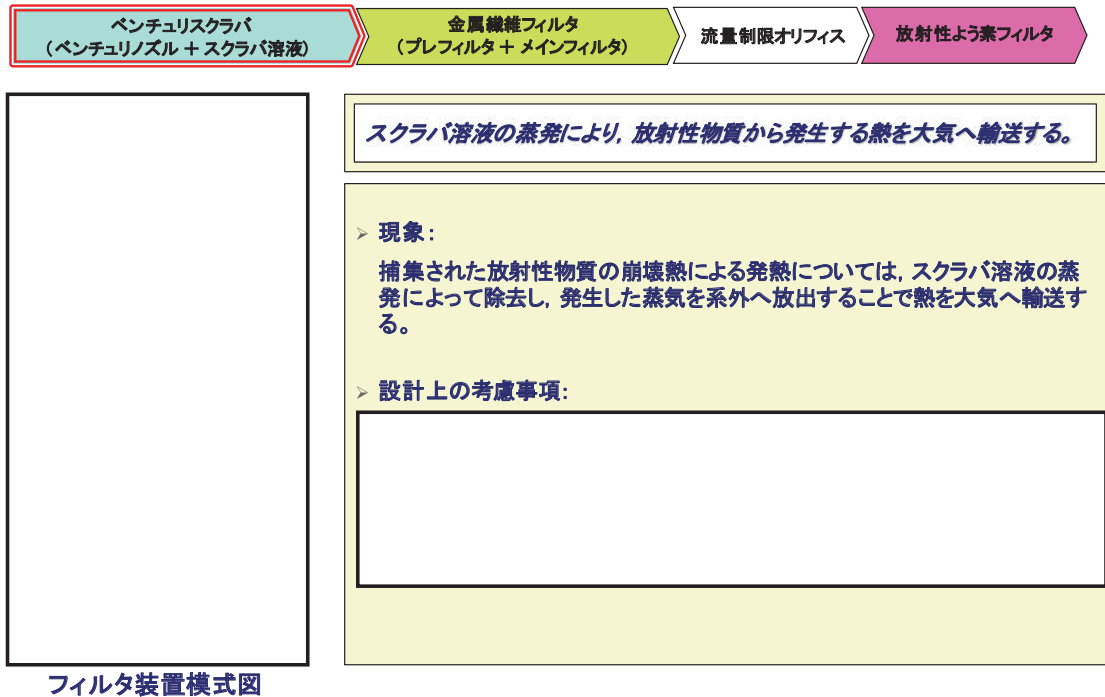 ベンチュリスクラバ
（ベンチュリノズル ＋ スクラバ溶液）
金属繊維フィルタ
（プレフィルタ ＋ メインフィルタ）
流量制限オリフィス
放射性よう素フィルタ
スクラバ溶液の蒸発により，放射性物質から発生する熱を大気へ輸送する。
➢ 現象：
捕集された放射性物質の崩壊熱による発熱については，スクラバ溶液の蒸
発によって除去し，発生した蒸気を系外へ放出することで熱を大気へ輸送す
る。
➢ 設計上の考慮事項：
フィルタ装置模式図